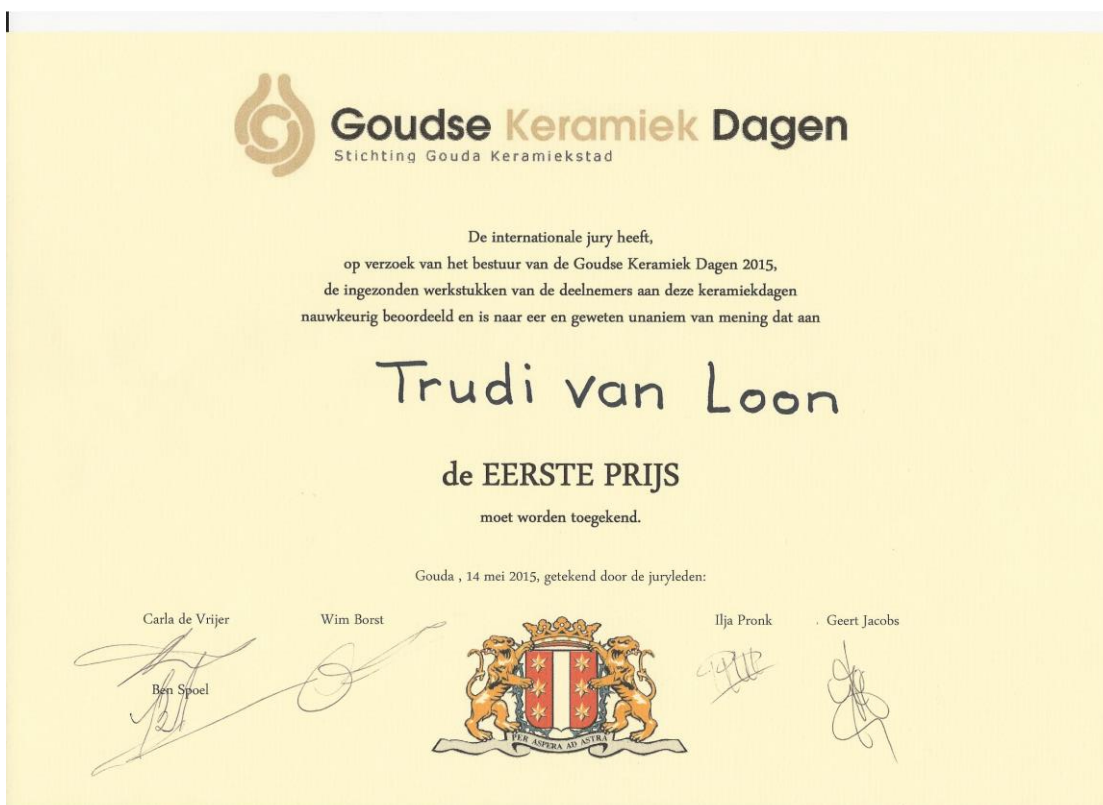 Goudse Keramiek Dagen
Stichting Gouda Keramiekstad
De internationale jury heeft,
op verzoek van het bestuur van de Goudse Keramiek Dagen 2015,
de ingezonden werkstukken van de deelnemers aan deze keramiekdagen
nauwkeurig beoordeeld en is naar eer en geweten unaniem van mening dat aan
Trudi van Loon
de EERSTE PRIJS
moet worden toegekend.
Gouda , 14 mei 2015, getekend door de juryleden:
Carla de Vrijer Wim Borst Ilja Pronk Geert Jacobs
Ben Spoel
PER ASPERA AD ASTRA